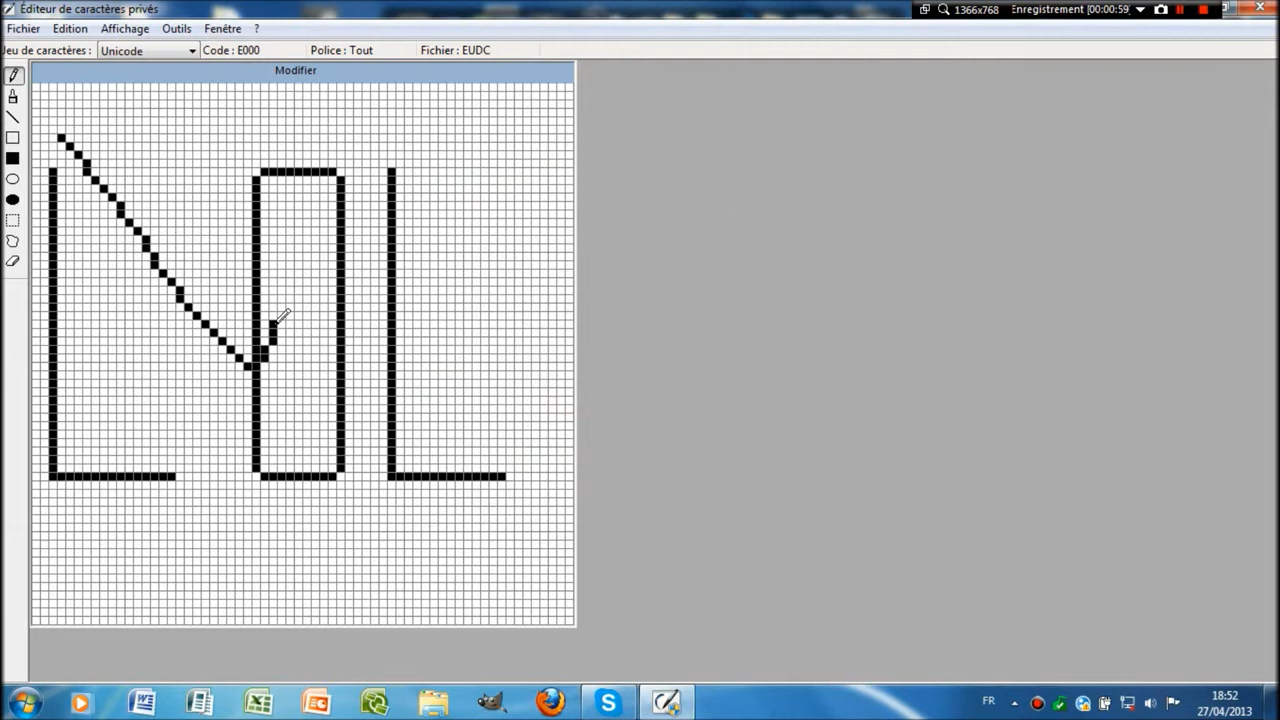 Éditeur de caractères privés
1366x768 Enregistrement [00:00:59]
Fichier Edition Affichage Outils Fenêtre ?
Jeu de caractères : Unicode Code : E000 Police : Tout Fichier : EUDC
Modifier
LOL
FR
18:52
27/04/2013